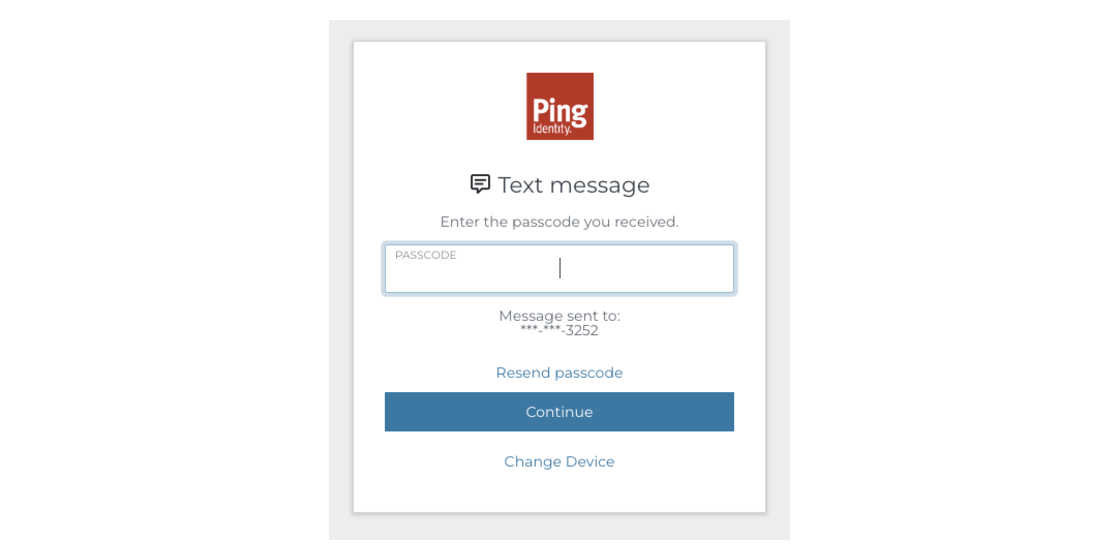 Ping
Identity.
Text message
Enter the passcode you received.
PASSCODE
Message sent to:
***-***-3252
Resend passcode
Continue
Change Device